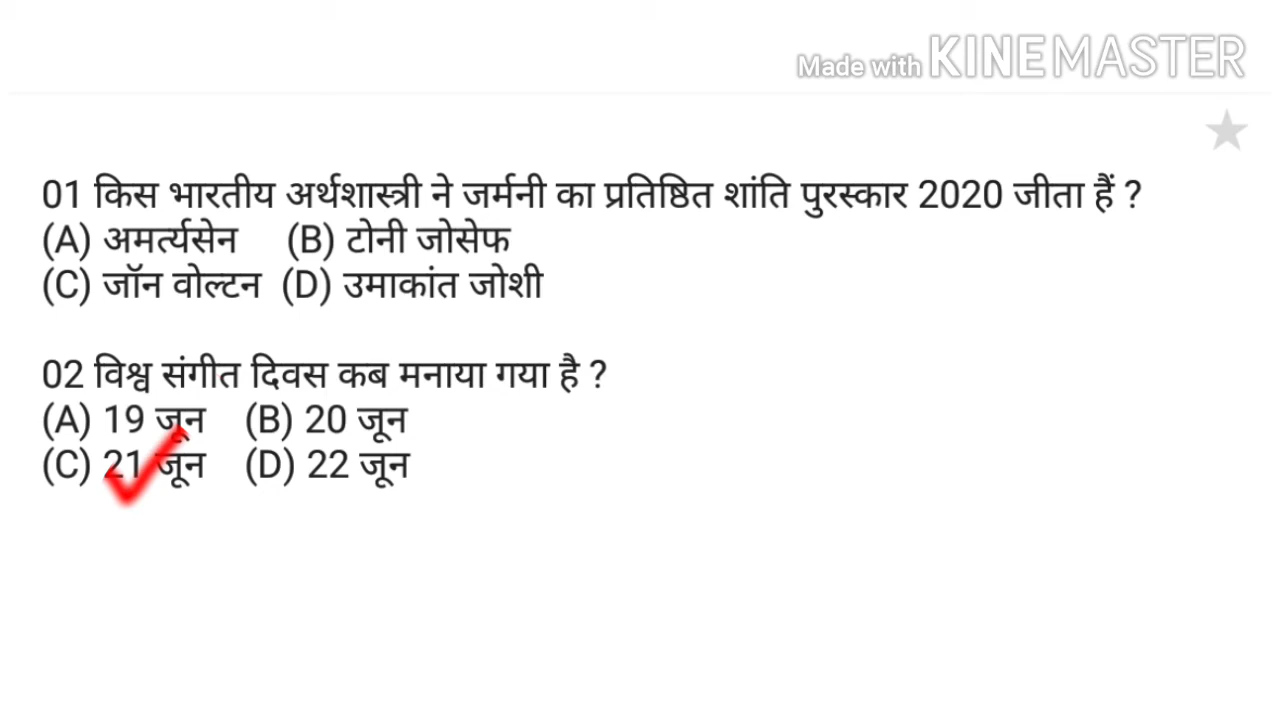 Made with KINEMASTER
01 किस भारतीय अर्थशास्त्री ने जर्मनी का प्रतिष्ठित शांति पुरस्कार 2020 जीता हैं ?
(A) अमर्त्यसेन (B) टोनी जोसेफ
(C) जॉन वोल्टन (D) उमाकांत जोशी
02 विश्व संगीत दिवस कब मनाया गया है ?
(A) 19 जून (B) 20 जून
(C) 21 जून (D) 22 जून